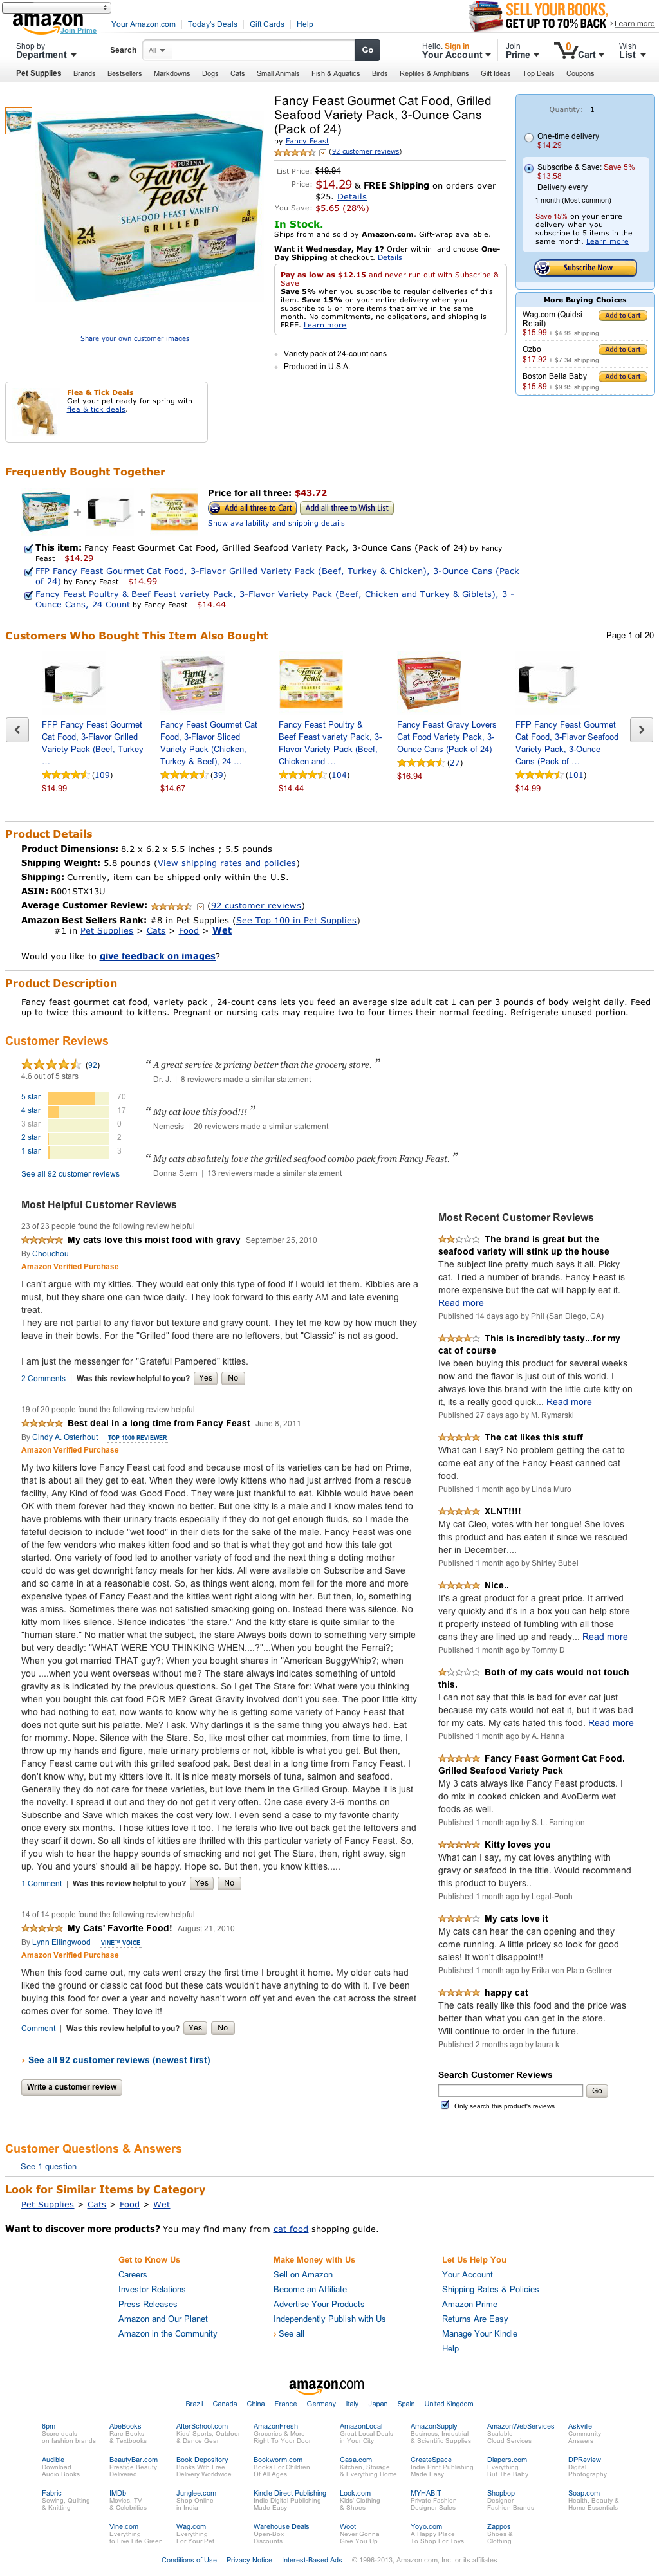 amazon
Join Prime
Your Amazon.com | Today's Deals | Gift Cards | Help
SELL YOUR BOOKS,
GET UP TO 70% BACK
› Learn more
Shop by
Department
Search
All
Go
Hello. Sign in
Your Account
Join
Prime
0
Cart
Wish
List
Pet Supplies Brands Bestsellers Markdowns Dogs Cats Small Animals Fish & Aquatics Birds Reptiles & Amphibians Gift Ideas Top Deals Coupons
PURINA
Fancy Feast
SEAFOOD FEAST VARIETY
GRILLED
24
CANS
8
EACH
Share your own customer images
Fancy Feast Gourmet Cat Food, Grilled
Seafood Variety Pack, 3-Ounce Cans
(Pack of 24)
by Fancy Feast
(92 customer reviews)
List Price: $19.94
Price: $14.29 & FREE Shipping on orders over
$25. Details
You Save: $5.65 (28%)
In Stock.
Ships from and sold by Amazon.com. Gift-wrap available.
Want it Wednesday, May 1? Order within and choose One-
Day Shipping at checkout. Details
Pay as low as $12.15 and never run out with Subscribe &
Save
Save 5% when you subscribe to regular deliveries of this
item. Save 15% on your entire delivery when you
subscribe to 5 or more items that arrive in the same
month. No commitments, no obligations, and shipping is
FREE. Learn more
Variety pack of 24-count cans
Produced in U.S.A.
Quantity: 1
One-time delivery
$14.29
Subscribe & Save: Save 5%
$13.58
Delivery every
1 month (Most common)
Save 15% on your entire
delivery when you
subscribe to 5 items in the
same month. Learn more
Subscribe Now
More Buying Choices
Wag.com (Quidsi
Retail)
Add to Cart
$15.99 + $4.99 shipping
Ozbo
Add to Cart
$17.92 + $7.34 shipping
Boston Bella Baby
Add to Cart
$15.89 + $9.95 shipping
Flea & Tick Deals
Get your pet ready for spring with
flea & tick deals.
Frequently Bought Together
Price for all three: $43.72
Add all three to Cart
Add all three to Wish List
Show availability and shipping details
This item: Fancy Feast Gourmet Cat Food, Grilled Seafood Variety Pack, 3-Ounce Cans (Pack of 24) by Fancy
Feast $14.29
FFP Fancy Feast Gourmet Cat Food, 3-Flavor Grilled Variety Pack (Beef, Turkey & Chicken), 3-Ounce Cans (Pack
of 24) by Fancy Feast $14.99
Fancy Feast Poultry & Beef Feast variety Pack, 3-Flavor Variety Pack (Beef, Chicken and Turkey & Giblets), 3 -
Ounce Cans, 24 Count by Fancy Feast $14.44
Customers Who Bought This Item Also Bought
Page 1 of 20
FFP Fancy Feast Gourmet
Cat Food, 3-Flavor Grilled
Variety Pack (Beef, Turkey
…
(109)
$14.99
Fancy Feast Gourmet Cat
Food, 3-Flavor Sliced
Variety Pack (Chicken,
Turkey & Beef), 24 …
(39)
$14.67
Fancy Feast Poultry &
Beef Feast variety Pack, 3-
Flavor Variety Pack (Beef,
Chicken and …
(104)
$14.44
Fancy Feast Gravy Lovers
Cat Food Variety Pack, 3-
Ounce Cans (Pack of 24)
(27)
$16.94
FFP Fancy Feast Gourmet
Cat Food, 3-Flavor Seafood
Variety Pack, 3-Ounce
Cans (Pack of …
(101)
$14.99
Product Details
Product Dimensions: 8.2 x 6.2 x 5.5 inches ; 5.5 pounds
Shipping Weight: 5.8 pounds (View shipping rates and policies)
Shipping: Currently, item can be shipped only within the U.S.
ASIN: B001STX13U
Average Customer Review: (92 customer reviews)
Amazon Best Sellers Rank: #8 in Pet Supplies (See Top 100 in Pet Supplies)
#1 in Pet Supplies > Cats > Food > Wet
Would you like to give feedback on images?
Product Description
Fancy feast gourmet cat food, variety pack , 24-count cans lets you feed an average size adult cat 1 can per 3 pounds of body weight daily. Feed
up to twice this amount to kittens. Pregnant or nursing cats may require two to four times their normal feeding. Refrigerate unused portion.
Customer Reviews
(92)
4.6 out of 5 stars
5 star 70
4 star 17
3 star 0
2 star 2
1 star 3
See all 92 customer reviews
“ A great service & pricing better than the grocery store. ”
Dr. J. | 8 reviewers made a similar statement
“ My cat love this food!!! ”
Nemesis | 20 reviewers made a similar statement
“ My cats absolutely love the grilled seafood combo pack from Fancy Feast. ”
Donna Stern | 13 reviewers made a similar statement
Most Helpful Customer Reviews
23 of 23 people found the following review helpful
My cats love this moist food with gravy September 25, 2010
By Chouchou
Amazon Verified Purchase
I can't argue with my kitties. They would eat only this type of food if I would let them. Kibbles are a
must, but they share one can twice daily. They look forward to this early AM and late evening
treat.
They are not partial to any flavor but texture and gravy count. They let me kow by how much they
leave in their bowls. For the "Grilled" flavors there are no leftovers, but "Classic" is not as good.
I am just the messenger for "Grateful Pampered" kitties.
2 Comments | Was this review helpful to you? Yes No
19 of 20 people found the following review helpful
Best deal in a long time from Fancy Feast June 8, 2011
By Cindy A. Osterhout TOP 1000 REVIEWER
Amazon Verified Purchase
My two kitties love Fancy Feast cat food and because most of its varieties can be found on Prime,
that is about all they get to eat. When they were lowly kittens who had just arrived from a rescue
facility, Any Kind of food was Good Food. They are just thankful to eat. Kibble would have been
OK with them forever had they known no better. But one kitty is a male and I know males tend to
have problems with their urinary tracts especially if they do not get enough fluids, so I made the
fateful decision to include "wet food" in their diets for the sake of the male. Fancy Feast was one
of the few vendors who makes kitten food and so that is what they got and that is how this tale
got started. One variety of food led to another and the next thing you know a doting mother
could do was get download fancy feast twice daily. There were some good deals on Subscribe and Save
so all came in at a reasonable cost. So, as things went along, mom fell for the more and more
expensive types of Fancy Feast and the kitties got fatter and fatter. But then, lo, something was
amiss. Sometimes there was not satisfied smacking going on. Instead there was silence. No
kitty mom likes silence. Silence means "the stare." Not a human stare. A kitty stare is like the
"human stare." No matter what the subject, the stare always boils down to something simple but
very deadly: "WHAT WERE YOU THINKING WHEN....?"...When you bought the Ferrai?;
When you got married THAT guy?; When you bought shares in "American BuggyWhip?; when
you ....when you went overseas without me? The stare always indicates something of untold
gravity as is indicated by the previous questions. So I get The Stare of "What were you thinking
when you bought this cat food FOR ME? Great Gravity involved don't you see. The poor little kitty
who had no idea, and wants to know why he is getting some variety of Fancy Feast that does
not quite suit his palatte. Me? I. Ask. Why darlings it is the same thing you always had. Eat
for mommy. Nope. Silence with the Stare. So, like most other cat mommies, from time to time, I
throw up my hands and figure, male urinary problems or not, kibble is what you get. But then,
Fancy Feast came out with this grilled seafood pak. Best deal in a long time from Fancy Feast. I
don't know why, but my kitters love it. It is nice meaty morsels of tuna, salmon and seafood.
Generally they do not care for these varieties, but they love the Grilled Group. Maybe it is just
the novelty. It is one of the most expensive but buying one case every 3-6 months on
Subscribe and Save which makes the cost very low. I even send a case to my favorite charity
once every six months. Those kitties love it too. The ferals who live out back get the leftovers and
they scarf it down. So all kinds of kitties are thrilled with this particular variety of Fancy Feast. So,
if you are hungry for happy sounds of smacking and not get The Stare, then, right away, sign
up. You and yours' should all be happy. Hope so. But then, you know kitties.....
1 Comment | Was this review helpful to you? Yes No
14 of 14 people found the following review helpful
My Cats' Favorite Food! August 21, 2010
By Lynn Ellingwood VINE™ VOICE
Amazon Verified Purchase
When this food came out, my cats went crazy the first time I brought it home. My older cats had
liked the ground or classic cat food but all the cats wouldn't have anything to do with it. I've been
buying this food for over a year and novelty hasn't worn off yet and even the cat across the street
comes over for some. They love it!
Comment | Was this review helpful to you? Yes No
› See all 92 customer reviews (newest first)
Write a customer review
Most Recent Customer Reviews
The brand is great but the
seafood variety will stink up the house
The subject line pretty much says it all. Picky
cat. Tried a number of brands. Fancy Feast is
more expensive but the cat will happily eat it.
Read more
Published 14 days ago by Phil (San Diego, CA)
This is incredibly tasty...for my
cat of course
Ive been buying this product for several weeks
now and the flavor is just out of this world. I
always love this brand with the little cute kitty on
it, its a really good quick... Read more
Published 27 days ago by M. Rymarski
The cat likes this stuff
What can I say? No problem getting the cat to
come eat any of the Fancy Feast canned cat
food.
Published 1 month ago by Linda Muro
XLNT!!!!
My cat Cleo, votes with her tongue! She loves
this product and has eaten it since we rescued
her in December....
Published 1 month ago by Shirley Bubel
Nice..
It's a great product for a great price. It arrived
very quickly and it's in a box you can help store
it properly instead of fumbling with all those
cans they are lined up and ready... Read more
Published 1 month ago by Tommy D
Both of my cats would not touch
this.
I can not say that this is bad for ever cat just
because my cats would not eat it, but it was bad
for my cats. My cats hated this food. Read more
Published 1 month ago by A. Hanna
Fancy Feast Gorment Cat Food.
Grilled Seafood Variety Pack
My 3 cats always like Fancy Feast products. I
do mix in cooked chicken and AvoDerm wet
foods as well.
Published 1 month ago by S. L. Farrington
Kitty loves you
What can I say, my cat loves anything with
gravy or seafood in the title. Would recommend
this product to buyers..
Published 1 month ago by Legal-Pooh
My cats love it
My cats can hear the can opening and they
come running. A little pricey so look for good
sales! It won't disappoint!!
Published 1 month ago by Erika von Plato Gellner
happy cat
The cats really like this food and the price was
better than what you can get in the store.
Will continue to order in the future.
Published 2 months ago by laura k
Search Customer Reviews
Go
Only search this product's reviews
Customer Questions & Answers
See 1 question
Look for Similar Items by Category
Pet Supplies > Cats > Food > Wet
Want to discover more products? You may find many from cat food shopping guide.
Get to Know Us
Careers
Investor Relations
Press Releases
Amazon and Our Planet
Amazon in the Community
Make Money with Us
Sell on Amazon
Become an Affiliate
Advertise Your Products
Independently Publish with Us
› See all
Let Us Help You
Your Account
Shipping Rates & Policies
Amazon Prime
Returns Are Easy
Manage Your Kindle
Help
amazon.com
Brazil Canada China France Germany Italy Japan Spain United Kingdom
6pm
Score deals
on fashion brands
AbeBooks
Rare Books
& Textbooks
AfterSchool.com
Kids' Sports, Outdoor
& Dance Gear
AmazonFresh
Groceries & More
Right To Your Door
AmazonLocal
Great Local Deals
in Your City
AmazonSupply
Business, Industrial
& Scientific Supplies
AmazonWebServices
Scalable
Cloud Services
Askville
Community
Answers
Audible
Download
Audio Books
BeautyBar.com
Prestige Beauty
Delivered
Book Depository
Books With Free
Delivery Worldwide
Bookworm.com
Books For Children
Of All Ages
Casa.com
Kitchen, Storage
& Everything Home
CreateSpace
Indie Print Publishing
Made Easy
Diapers.com
Everything
But The Baby
DPReview
Digital
Photography
Fabric
Sewing, Quilting
& Knitting
IMDb
Movies, TV
& Celebrities
Junglee.com
Shop Online
in India
Kindle Direct Publishing
Indie Digital Publishing
Made Easy
Look.com
Kids' Clothing
& Shoes
MYHABIT
Private Fashion
Designer Sales
Shopbop
Designer
Fashion Brands
Soap.com
Health, Beauty &
Home Essentials
Vine.com
Everything
to Live Life Green
Wag.com
Everything
For Your Pet
Warehouse Deals
Open-Box
Discounts
Woot
Never Gonna
Give You Up
Yoyo.com
A Happy Place
To Shop For Toys
Zappos
Shoes &
Clothing
Conditions of Use Privacy Notice Interest-Based Ads © 1996-2013, Amazon.com, Inc. or its affiliates